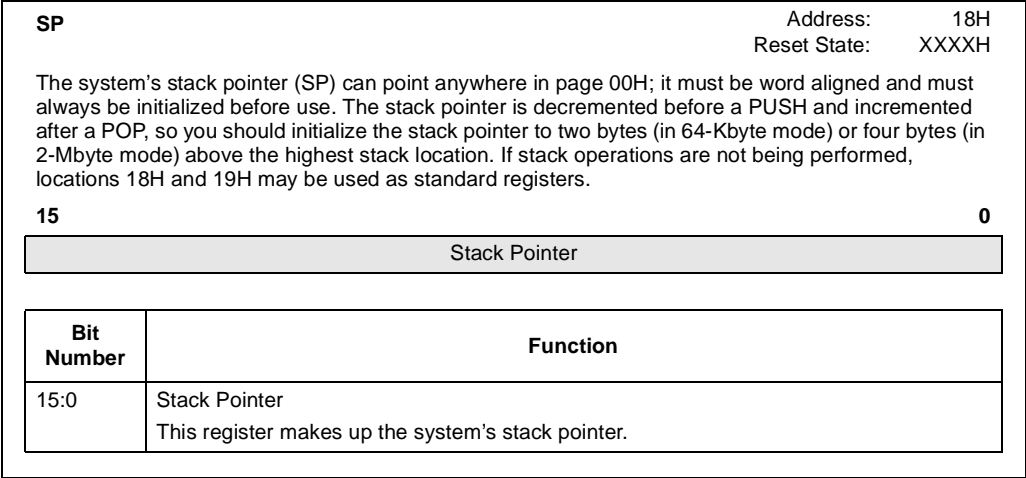 SP Address: 18H
Reset State: XXXXH
The system's stack pointer (SP) can point anywhere in page 00H; it must be word aligned and must
always be initialized before use. The stack pointer is decremented before a PUSH and incremented
after a POP, so you should initialize the stack pointer to two bytes (in 64-Kbyte mode) or four bytes (in
2-Mbyte mode) above the highest stack location. If stack operations are not being performed,
locations 18H and 19H may be used as standard registers.
15 0
Stack Pointer
Bit
Number
Function
15:0 Stack Pointer
This register makes up the system's stack pointer.